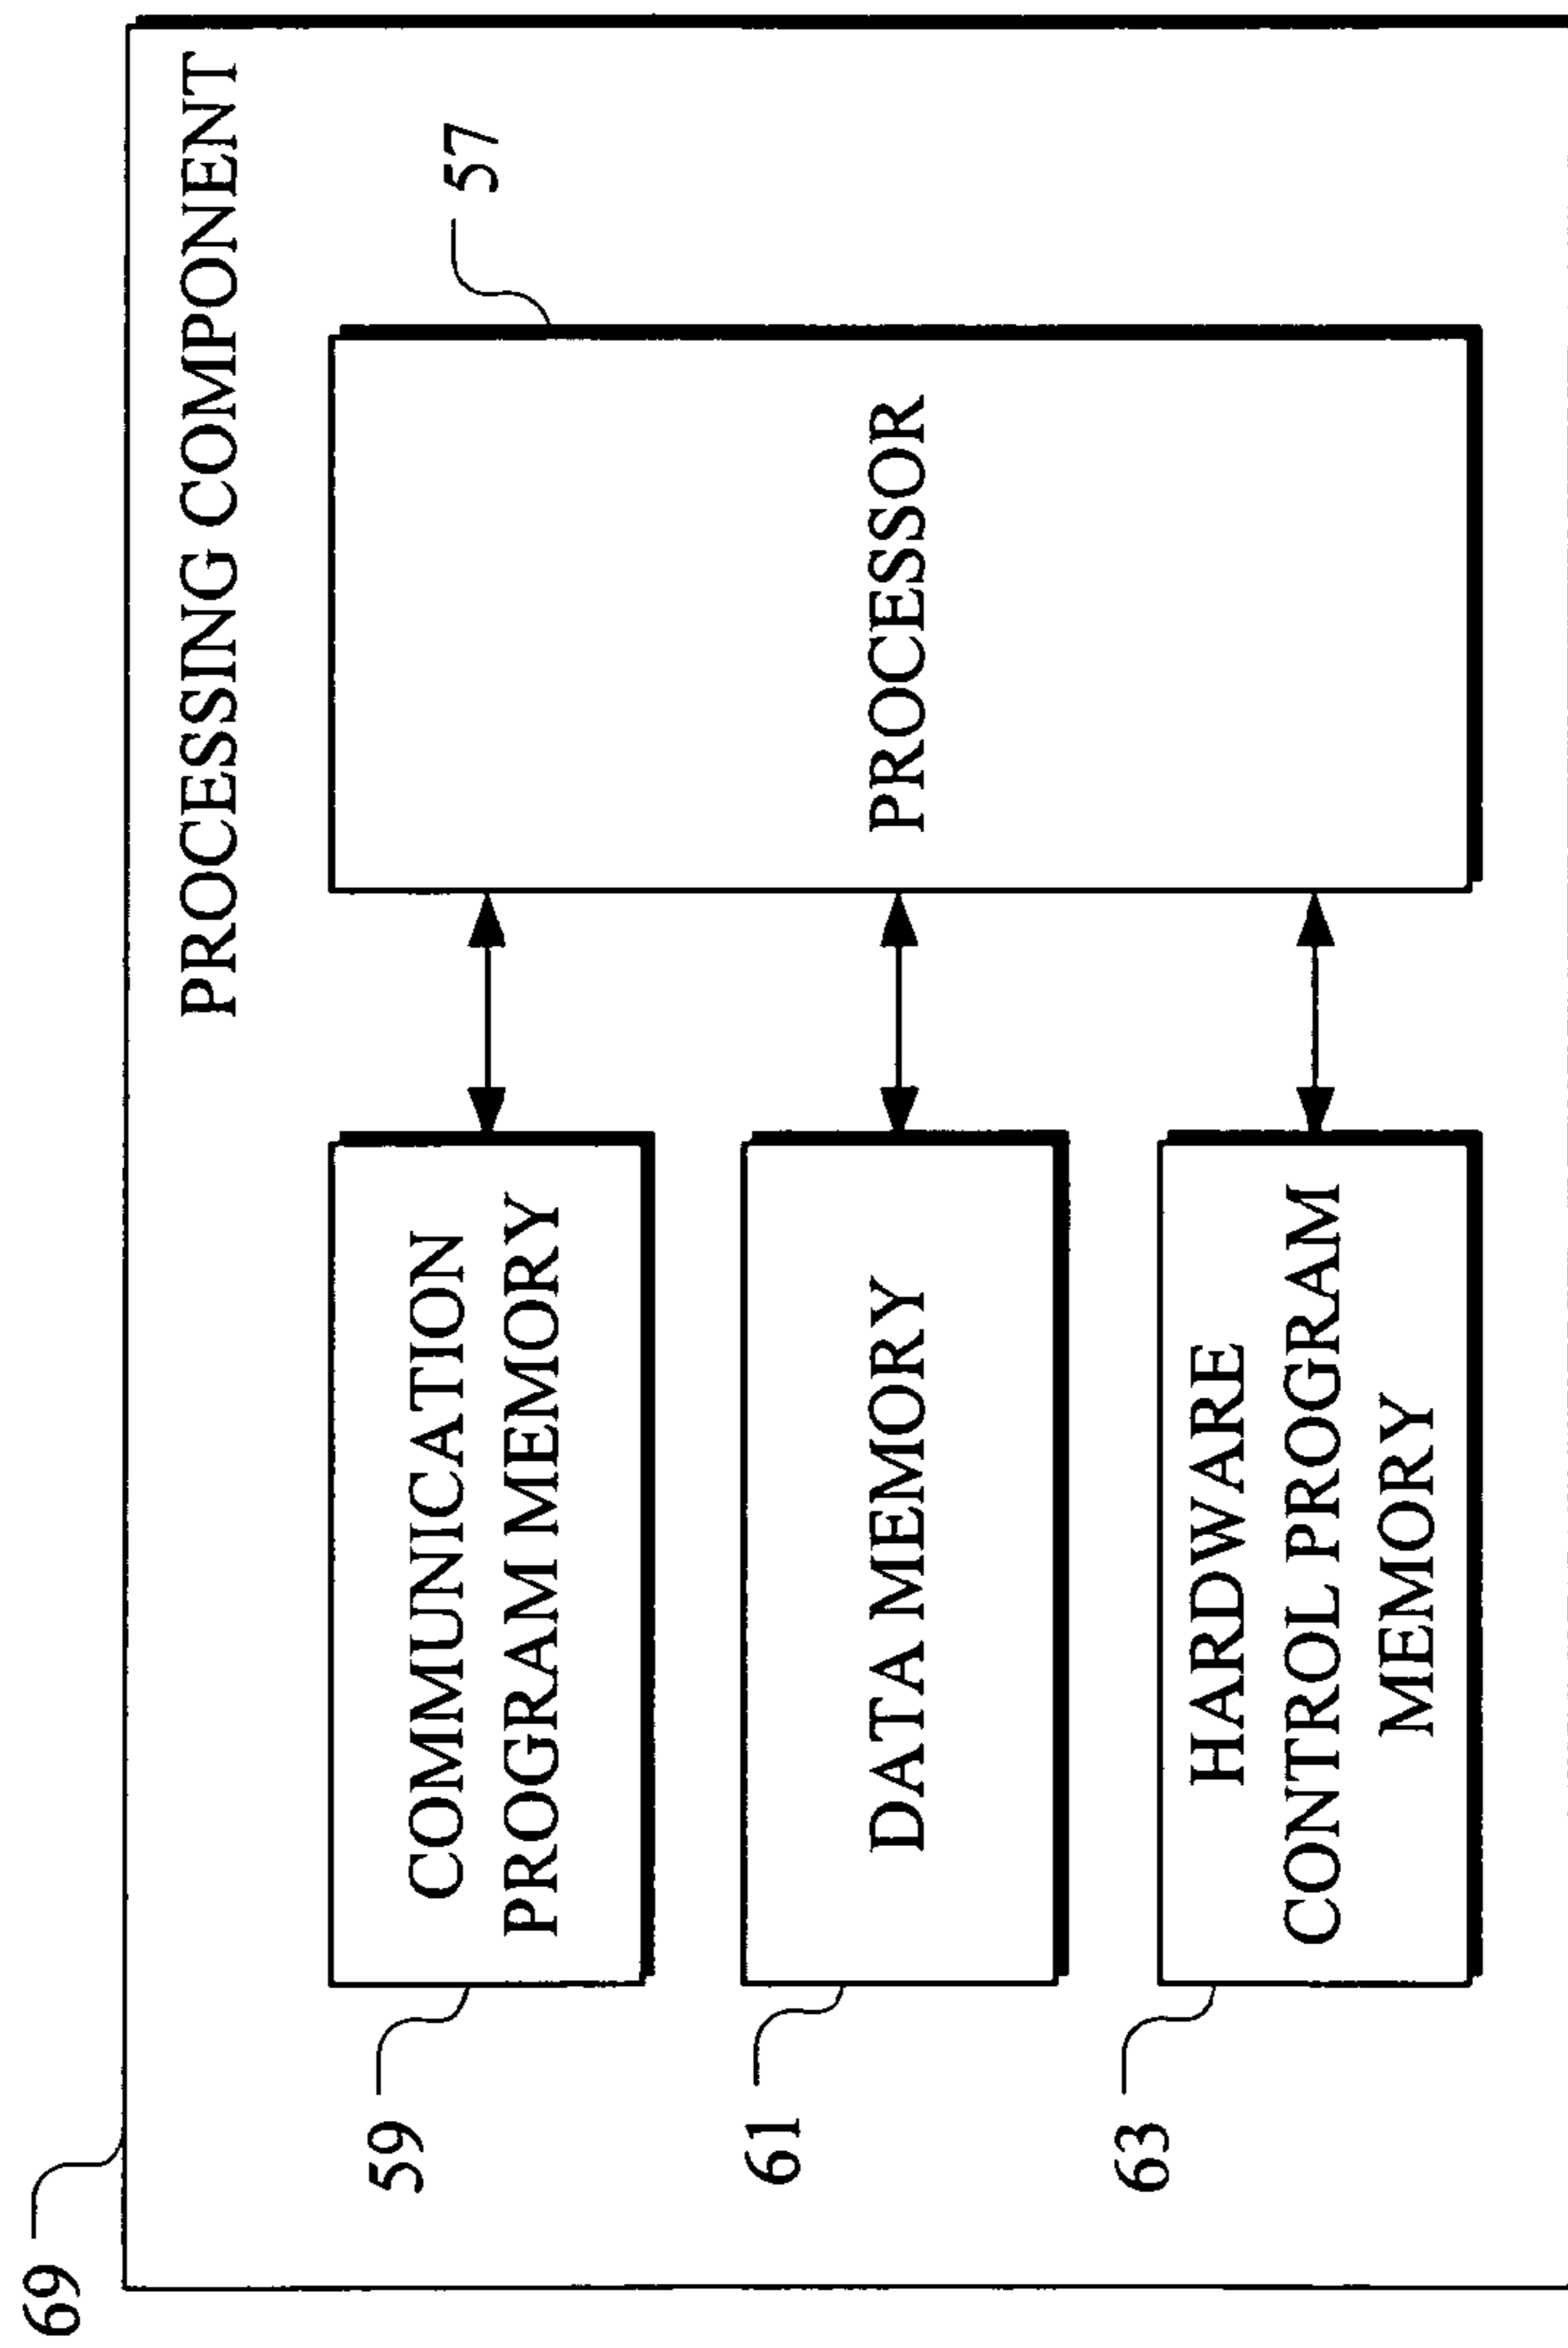 69
PROCESSING COMPONENT
59
COMMUNICATION
PROGRAM MEMORY
57
61
DATA MEMORY
PROCESSOR
63
HARDWARE
CONTROL PROGRAM
MEMORY